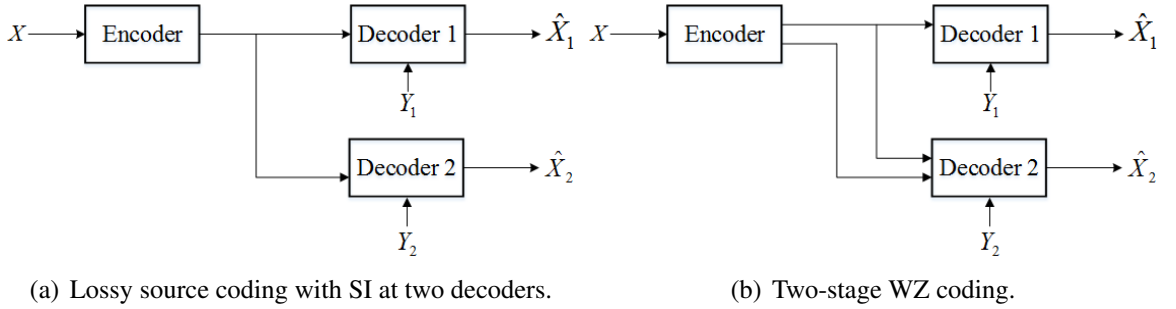 X Encoder Decoder 1 X̂₁
Y₁
Decoder 2 X̂₂
Y₂
(a) Lossy source coding with SI at two decoders.
X Encoder Decoder 1 X̂₁
Y₁
Decoder 2 X̂₂
Y₂
(b) Two-stage WZ coding.